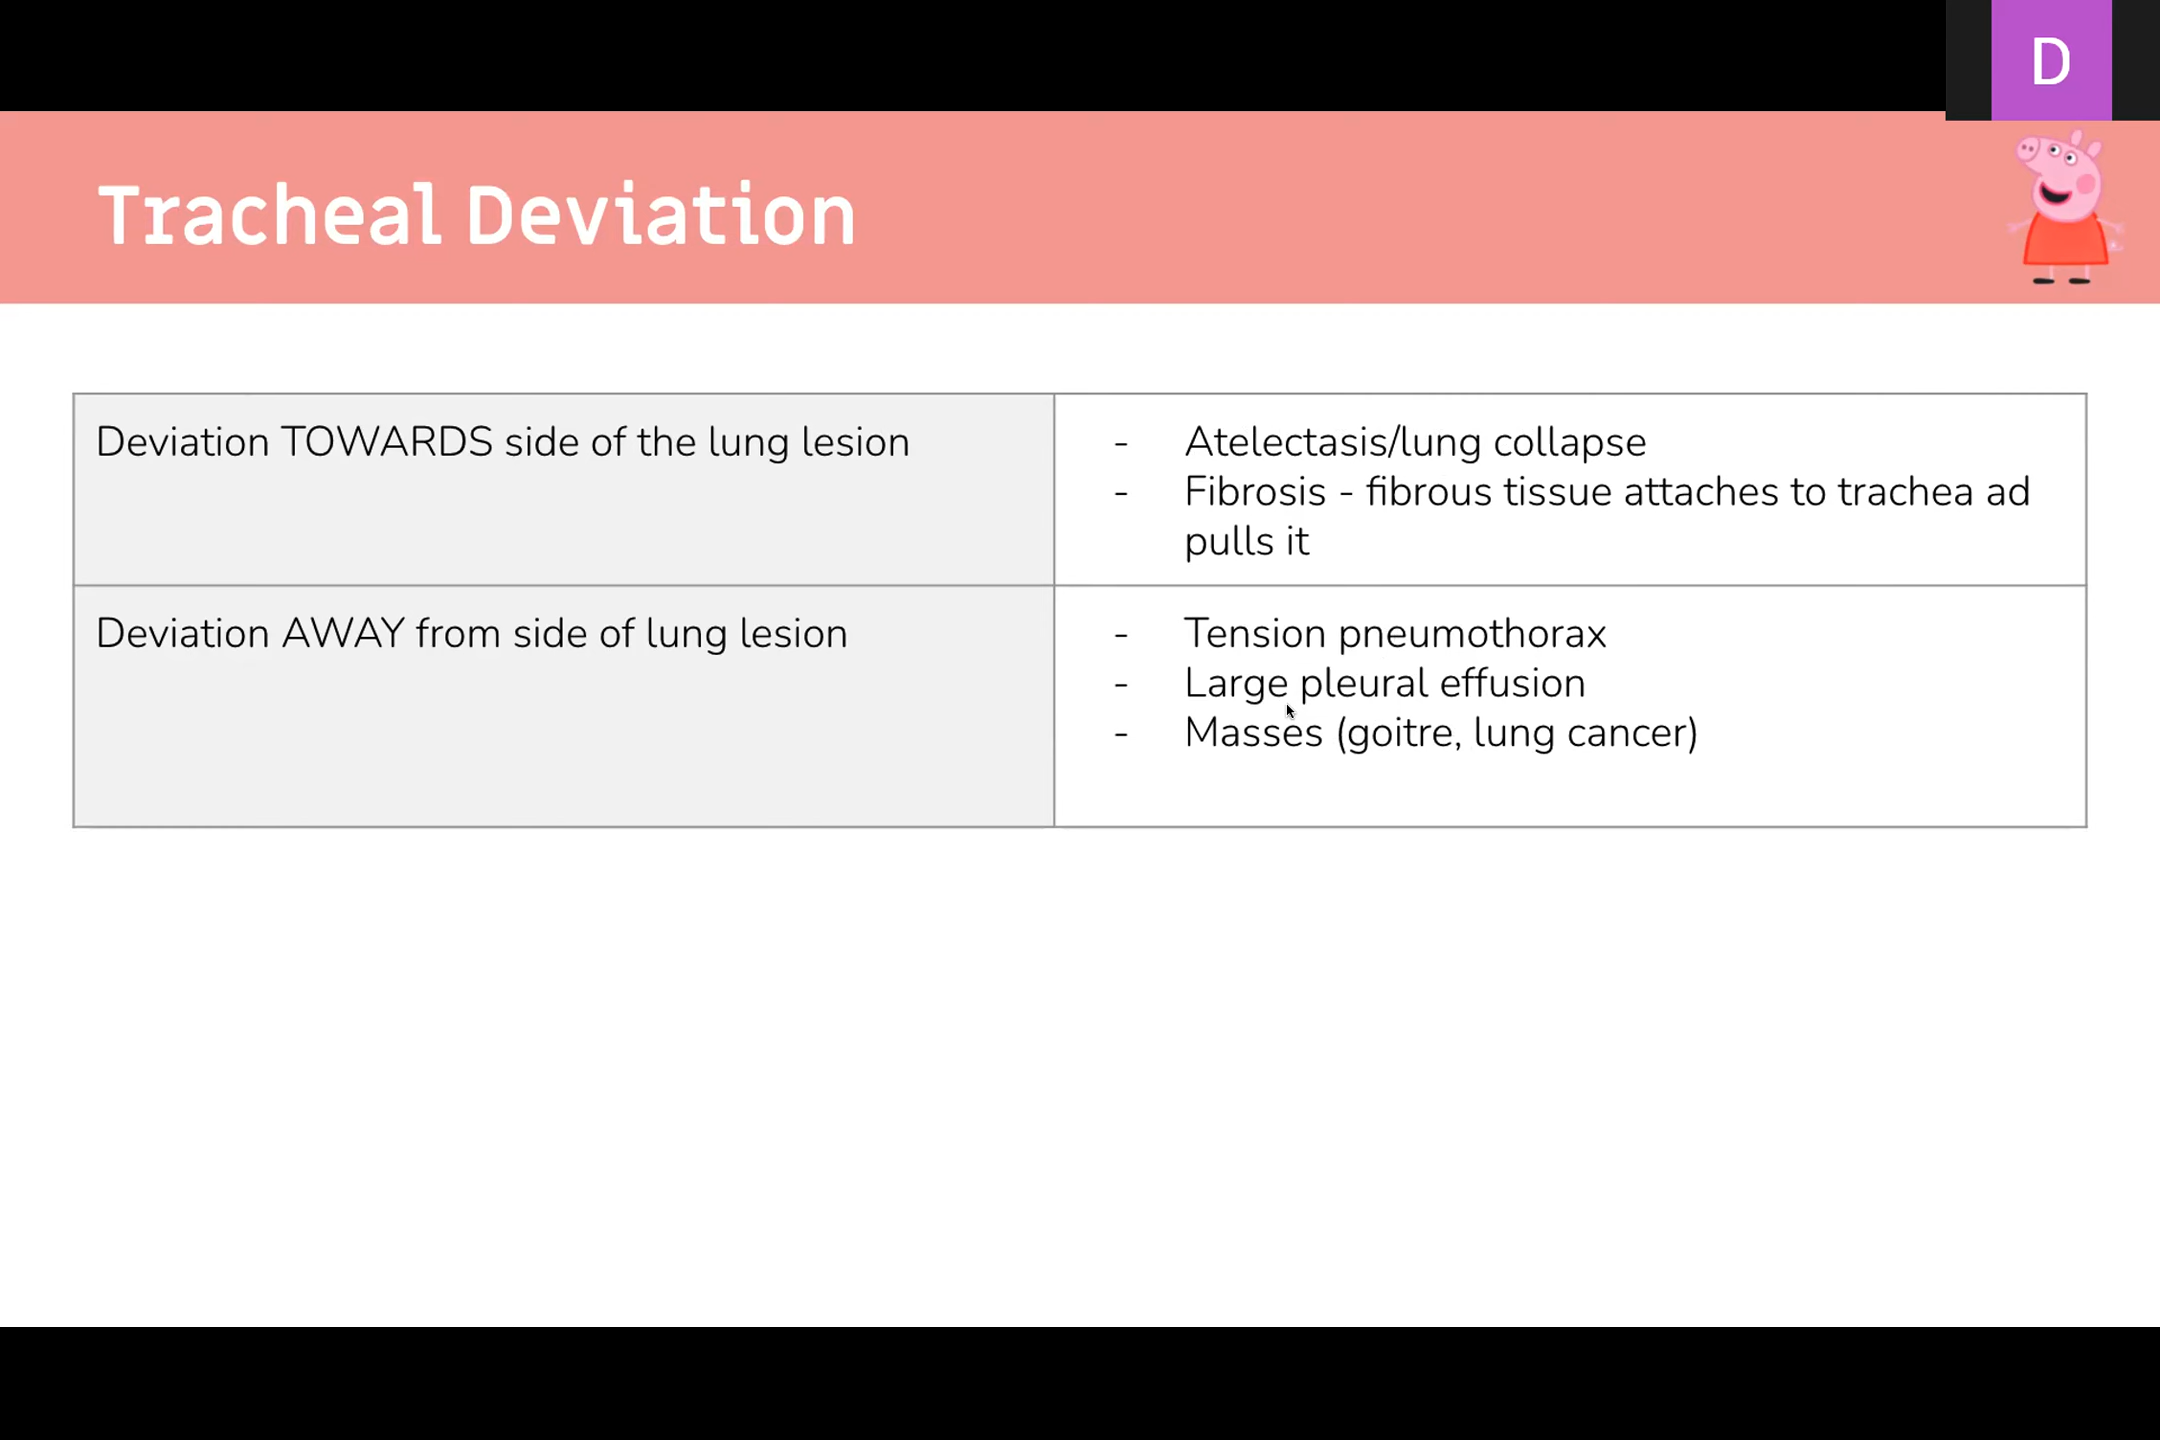 D
Tracheal Deviation
Deviation TOWARDS side of the lung lesion
- Atelectasis/lung collapse
- Fibrosis - fibrous tissue attaches to trachea ad
pulls it
Deviation AWAY from side of lung lesion
- Tension pneumothorax
- Large pleural effusion
- Masses (goitre, lung cancer)